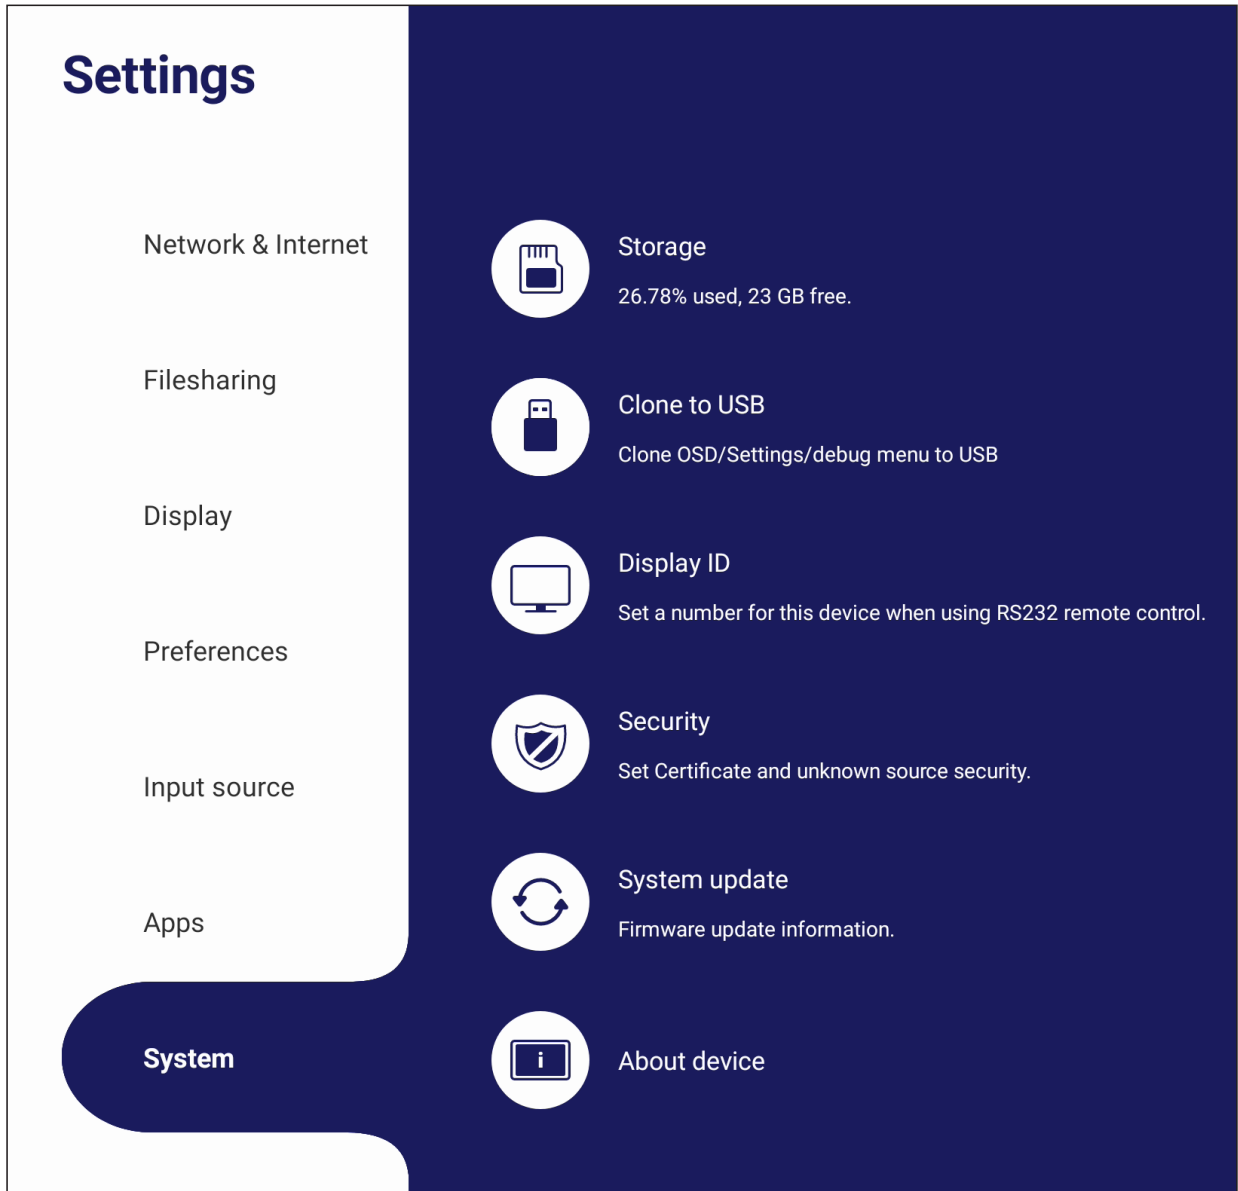 Settings
Network & Internet
Filesharing
Display
Preferences
Input source
Apps
System
Storage
26.78% used, 23 GB free.
Clone to USB
Clone OSD/Settings/debug menu to USB
Display ID
Set a number for this device when using RS232 remote control.
Security
Set Certificate and unknown source security.
System update
Firmware update information.
i
About device